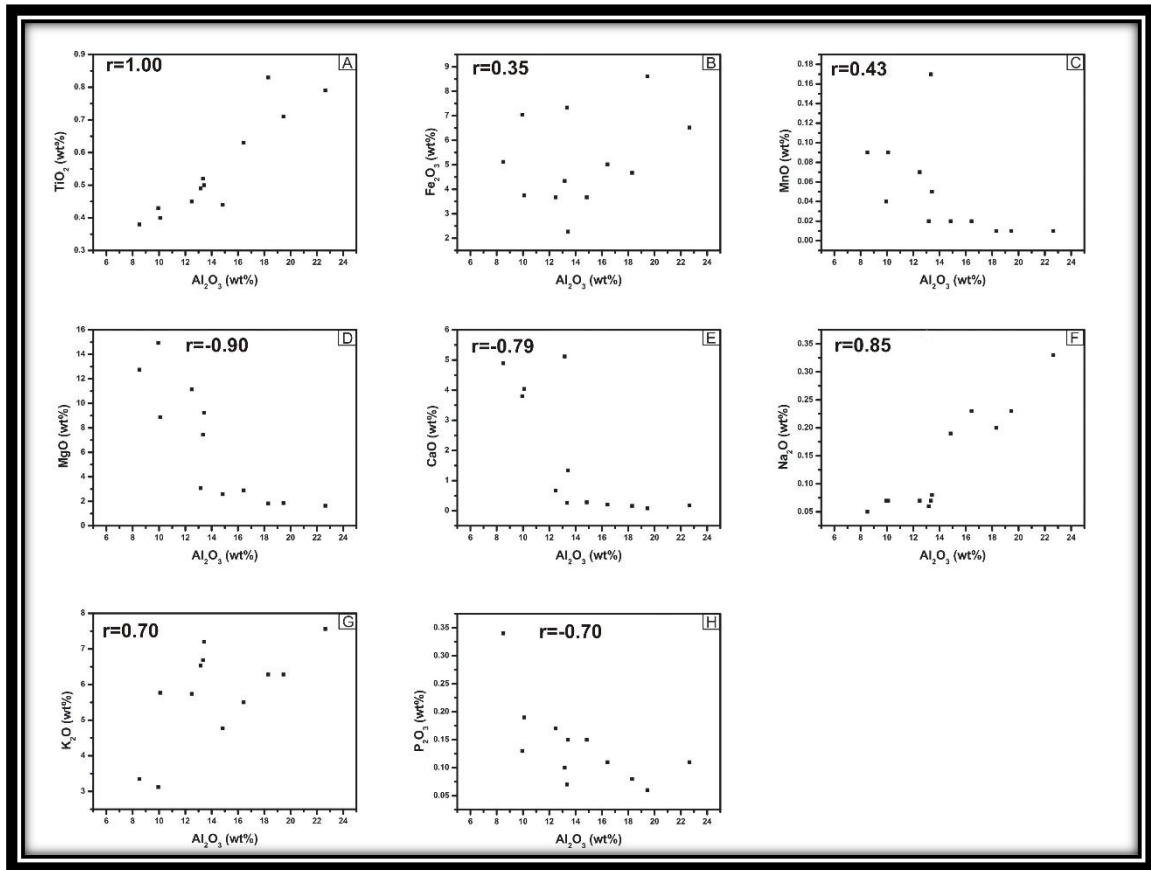 r=1.00
A
0.9
0.8
0.7
0.6
0.5
0.4
0.3
TiO₂ (wt%)
6 8 10 12 14 16 18 20 22 24
Al₂O₃ (wt%)
r=0.35
B
9
8
7
6
5
4
3
2
Fe₂O₃ (wt%)
6 8 10 12 14 16 18 20 22 24
Al₂O₃ (wt%)
r=0.43
C
0.18
0.16
0.14
0.12
0.10
0.08
0.06
0.04
0.02
0.00
MnO (wt%)
6 8 10 12 14 16 18 20 22 24
Al₂O₃ (wt%)
r=-0.90
D
16
14
12
10
8
6
4
2
0
MgO (wt%)
6 8 10 12 14 16 18 20 22 24
Al₂O₃ (wt%)
r=-0.79
E
6
5
4
3
2
1
0
CaO (wt%)
6 8 10 12 14 16 18 20 22 24
Al₂O₃ (wt%)
r=0.85
F
0.35
0.30
0.25
0.20
0.15
0.10
0.05
Na₂O (wt%)
6 8 10 12 14 16 18 20 22 24
Al₂O₃ (wt%)
r=0.70
G
8
7
6
5
4
3
K₂O (wt%)
6 8 10 12 14 16 18 20 22 24
Al₂O₃ (wt%)
r=-0.70
H
0.35
0.30
0.25
0.20
0.15
0.10
0.05
P₂O₃ (wt%)
6 8 10 12 14 16 18 20 22 24
Al₂O₃ (wt%)